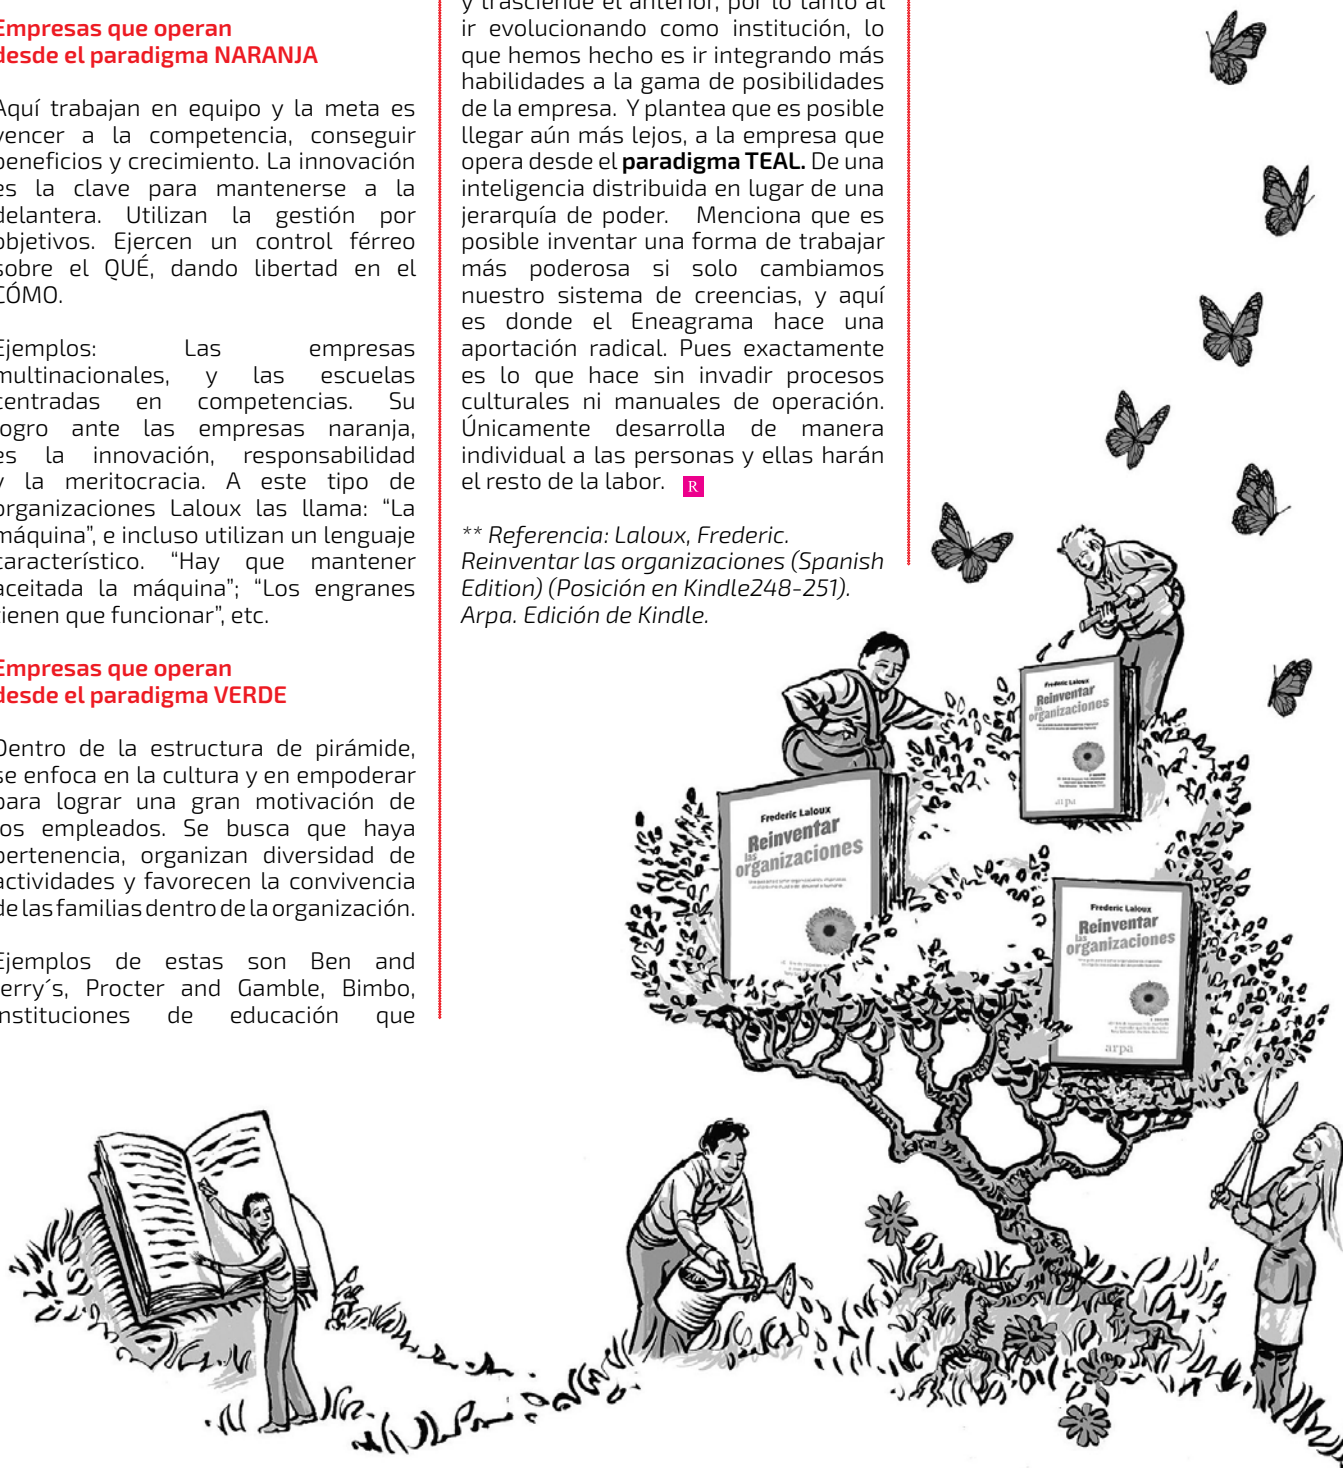 Empresas que operan
desde el paradigma NARANJA
Aquí trabajan en equipo y la meta es
vencer a la competencia, conseguir
beneficios y crecimiento. La innovación
es la clave para mantenerse a la
delantera. Utilizan la gestión por
objetivos. Ejercen un control férreo
sobre el QUÉ, dando libertad en el
CÓMO.
Ejemplos: Las empresas
multinacionales, y las escuelas
centradas en competencias. Su
logro ante las empresas naranja,
es la innovación, responsabilidad
y la meritocracia. A este tipo de
organizaciones Laloux las llama: “La
máquina”, e incluso utilizan un lenguaje
característico. “Hay que mantener
aceitada la máquina”; “Los engranes
tienen que funcionar”, etc.
Empresas que operan
desde el paradigma VERDE
Dentro de la estructura de pirámide,
se enfoca en la cultura y en empoderar
para lograr una gran motivación de
los empleados. Se busca que haya
pertenencia, organizan diversidad de
actividades y favorecen la convivencia
de las familias dentro de la organización.
Ejemplos de estas son Ben and
Jerry´s, Procter and Gamble, Bimbo,
instituciones de educación que
y trasciende el anterior, por lo tanto al
ir evolucionando como institución, lo
que hemos hecho es ir integrando más
habilidades a la gama de posibilidades
de la empresa. Y plantea que es posible
llegar aún más lejos, a la empresa que
opera desde el paradigma TEAL. De una
inteligencia distribuida en lugar de una
jerarquía de poder. Menciona que es
posible inventar una forma de trabajar
más poderosa si solo cambiamos
nuestro sistema de creencias, y aquí
es donde el Eneagrama hace una
aportación radical. Pues exactamente
es lo que hace sin invadir procesos
culturales ni manuales de operación.
Únicamente desarrolla de manera
individual a las personas y ellas harán
el resto de la labor. R
** Referencia: Laloux, Frederic.
Reinventar las organizaciones (Spanish
Edition) (Posición en Kindle248-251).
Arpa. Edición de Kindle.
Frederic Laloux
Reinventar
las
organizaciones
arpa
Frederic Laloux
Reinventar
las
organizaciones
Frederic Laloux
Reinventar
las
organizaciones
arpa